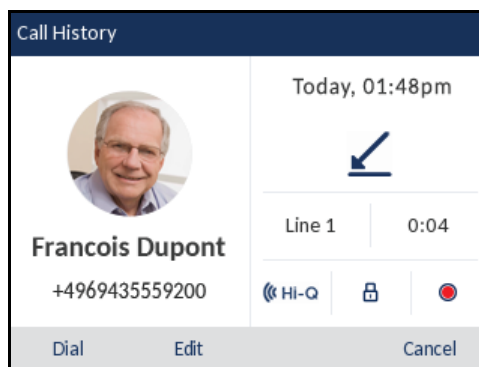 Call History
Francois Dupont
+4969435559200
Today, 01:48pm
Line 1 0:04
Hi-Q
Dial Edit Cancel